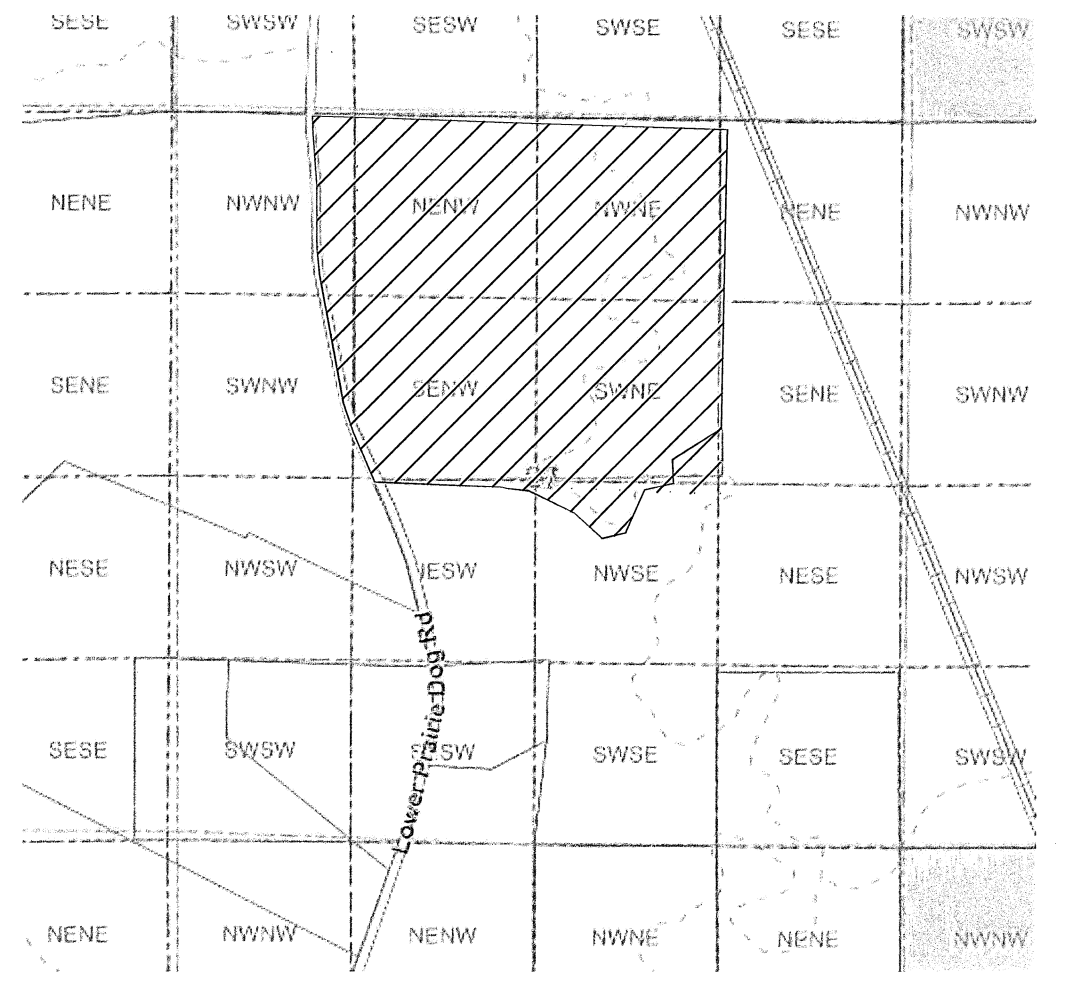 SESE SWSW SESW SWSE SESE SWSW
NENE NWNW NENW NWNE NENE NWNW
SENE SWNW SENW SWNE SENE SWNW
NESE NWSW IESW NWSE NESE NWSW
Lower Prairie Dog Rd
SESE SWSW SESW SWSE SESE SWSW
NENE NWNW NENW NWNE NENE NWNW